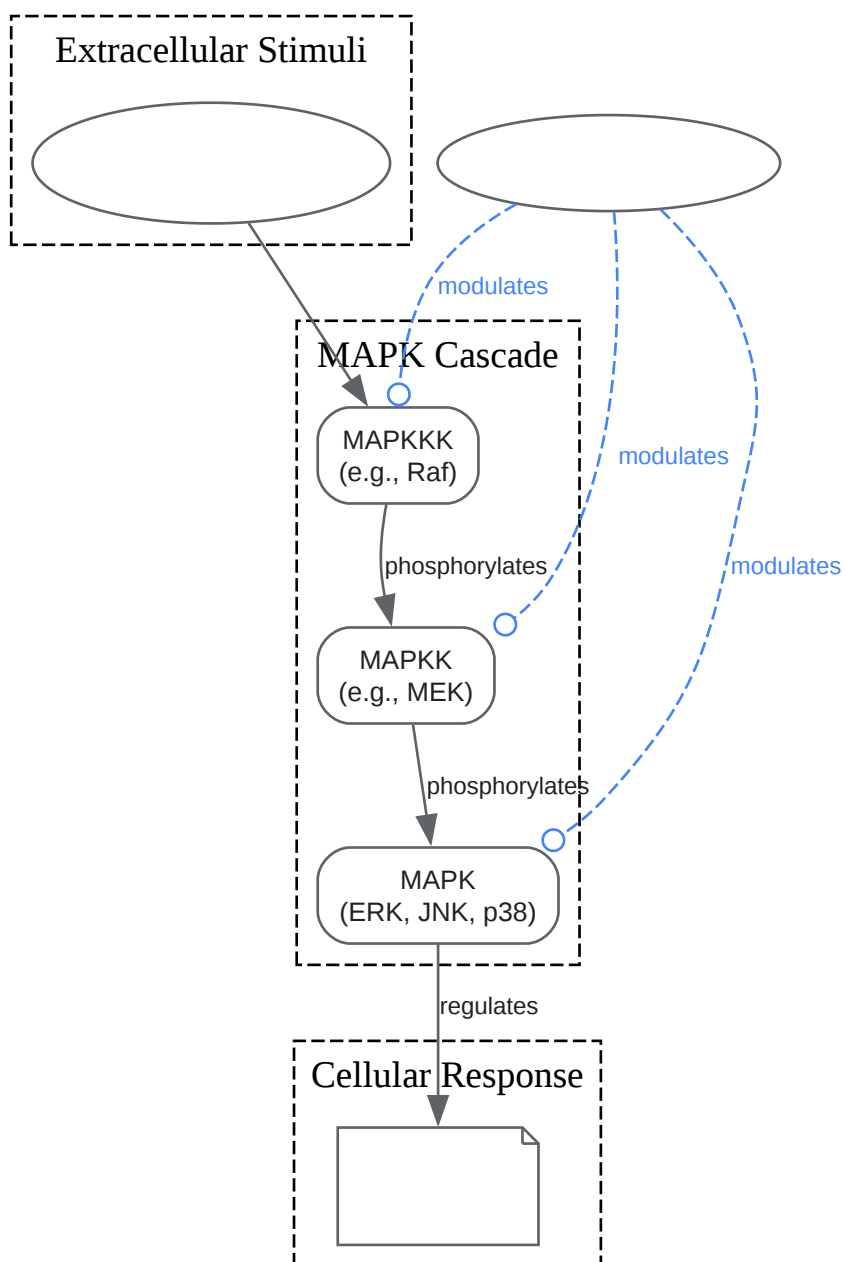 Extracellular Stimuli
modulates
MAPK Cascade
MAPKKK
(e.g., Raf)
modulates
phosphorylates
modulates
MAPKK
(e.g., MEK)
phosphorylates
MAPK
(ERK, JNK, p38)
regulates
Cellular Response